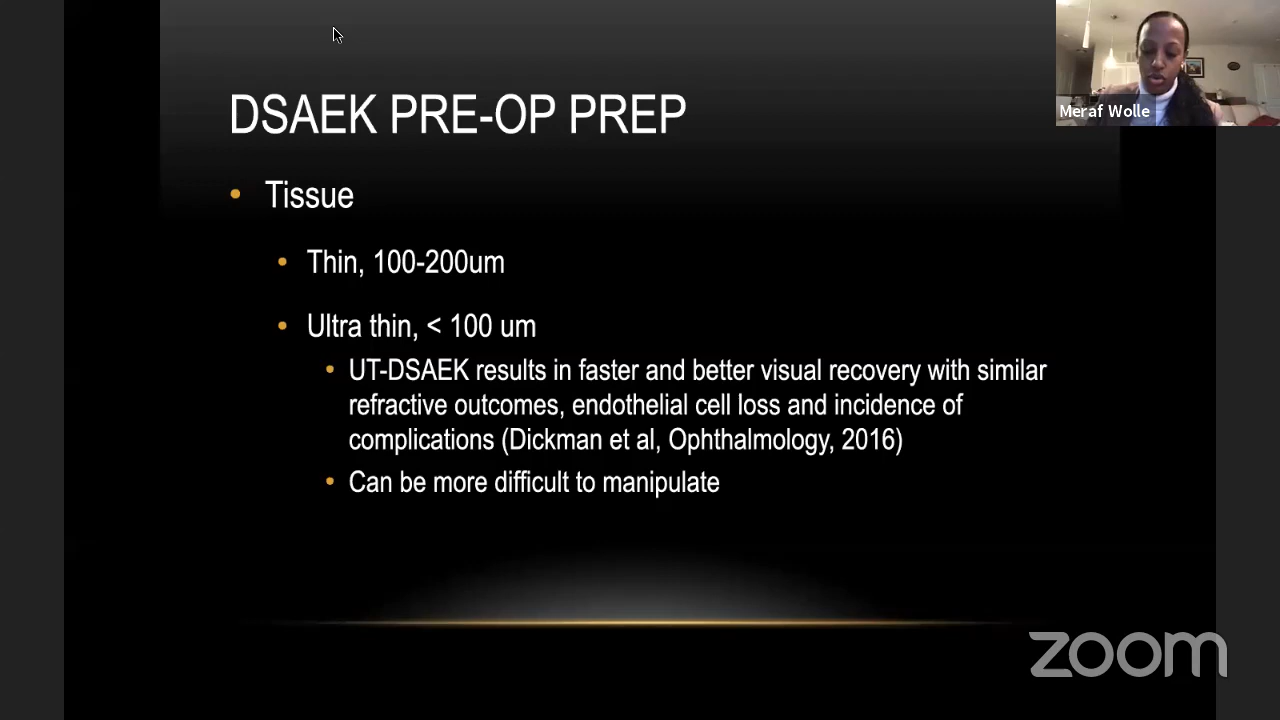 DSAEK PRE-OP PREP
Meraf Wolle
• Tissue
• Thin, 100-200um
• Ultra thin, < 100 um
• UT-DSAEK results in faster and better visual recovery with similar
refractive outcomes, endothelial cell loss and incidence of
complications (Dickman et al, Ophthalmology, 2016)
• Can be more difficult to manipulate
zoom